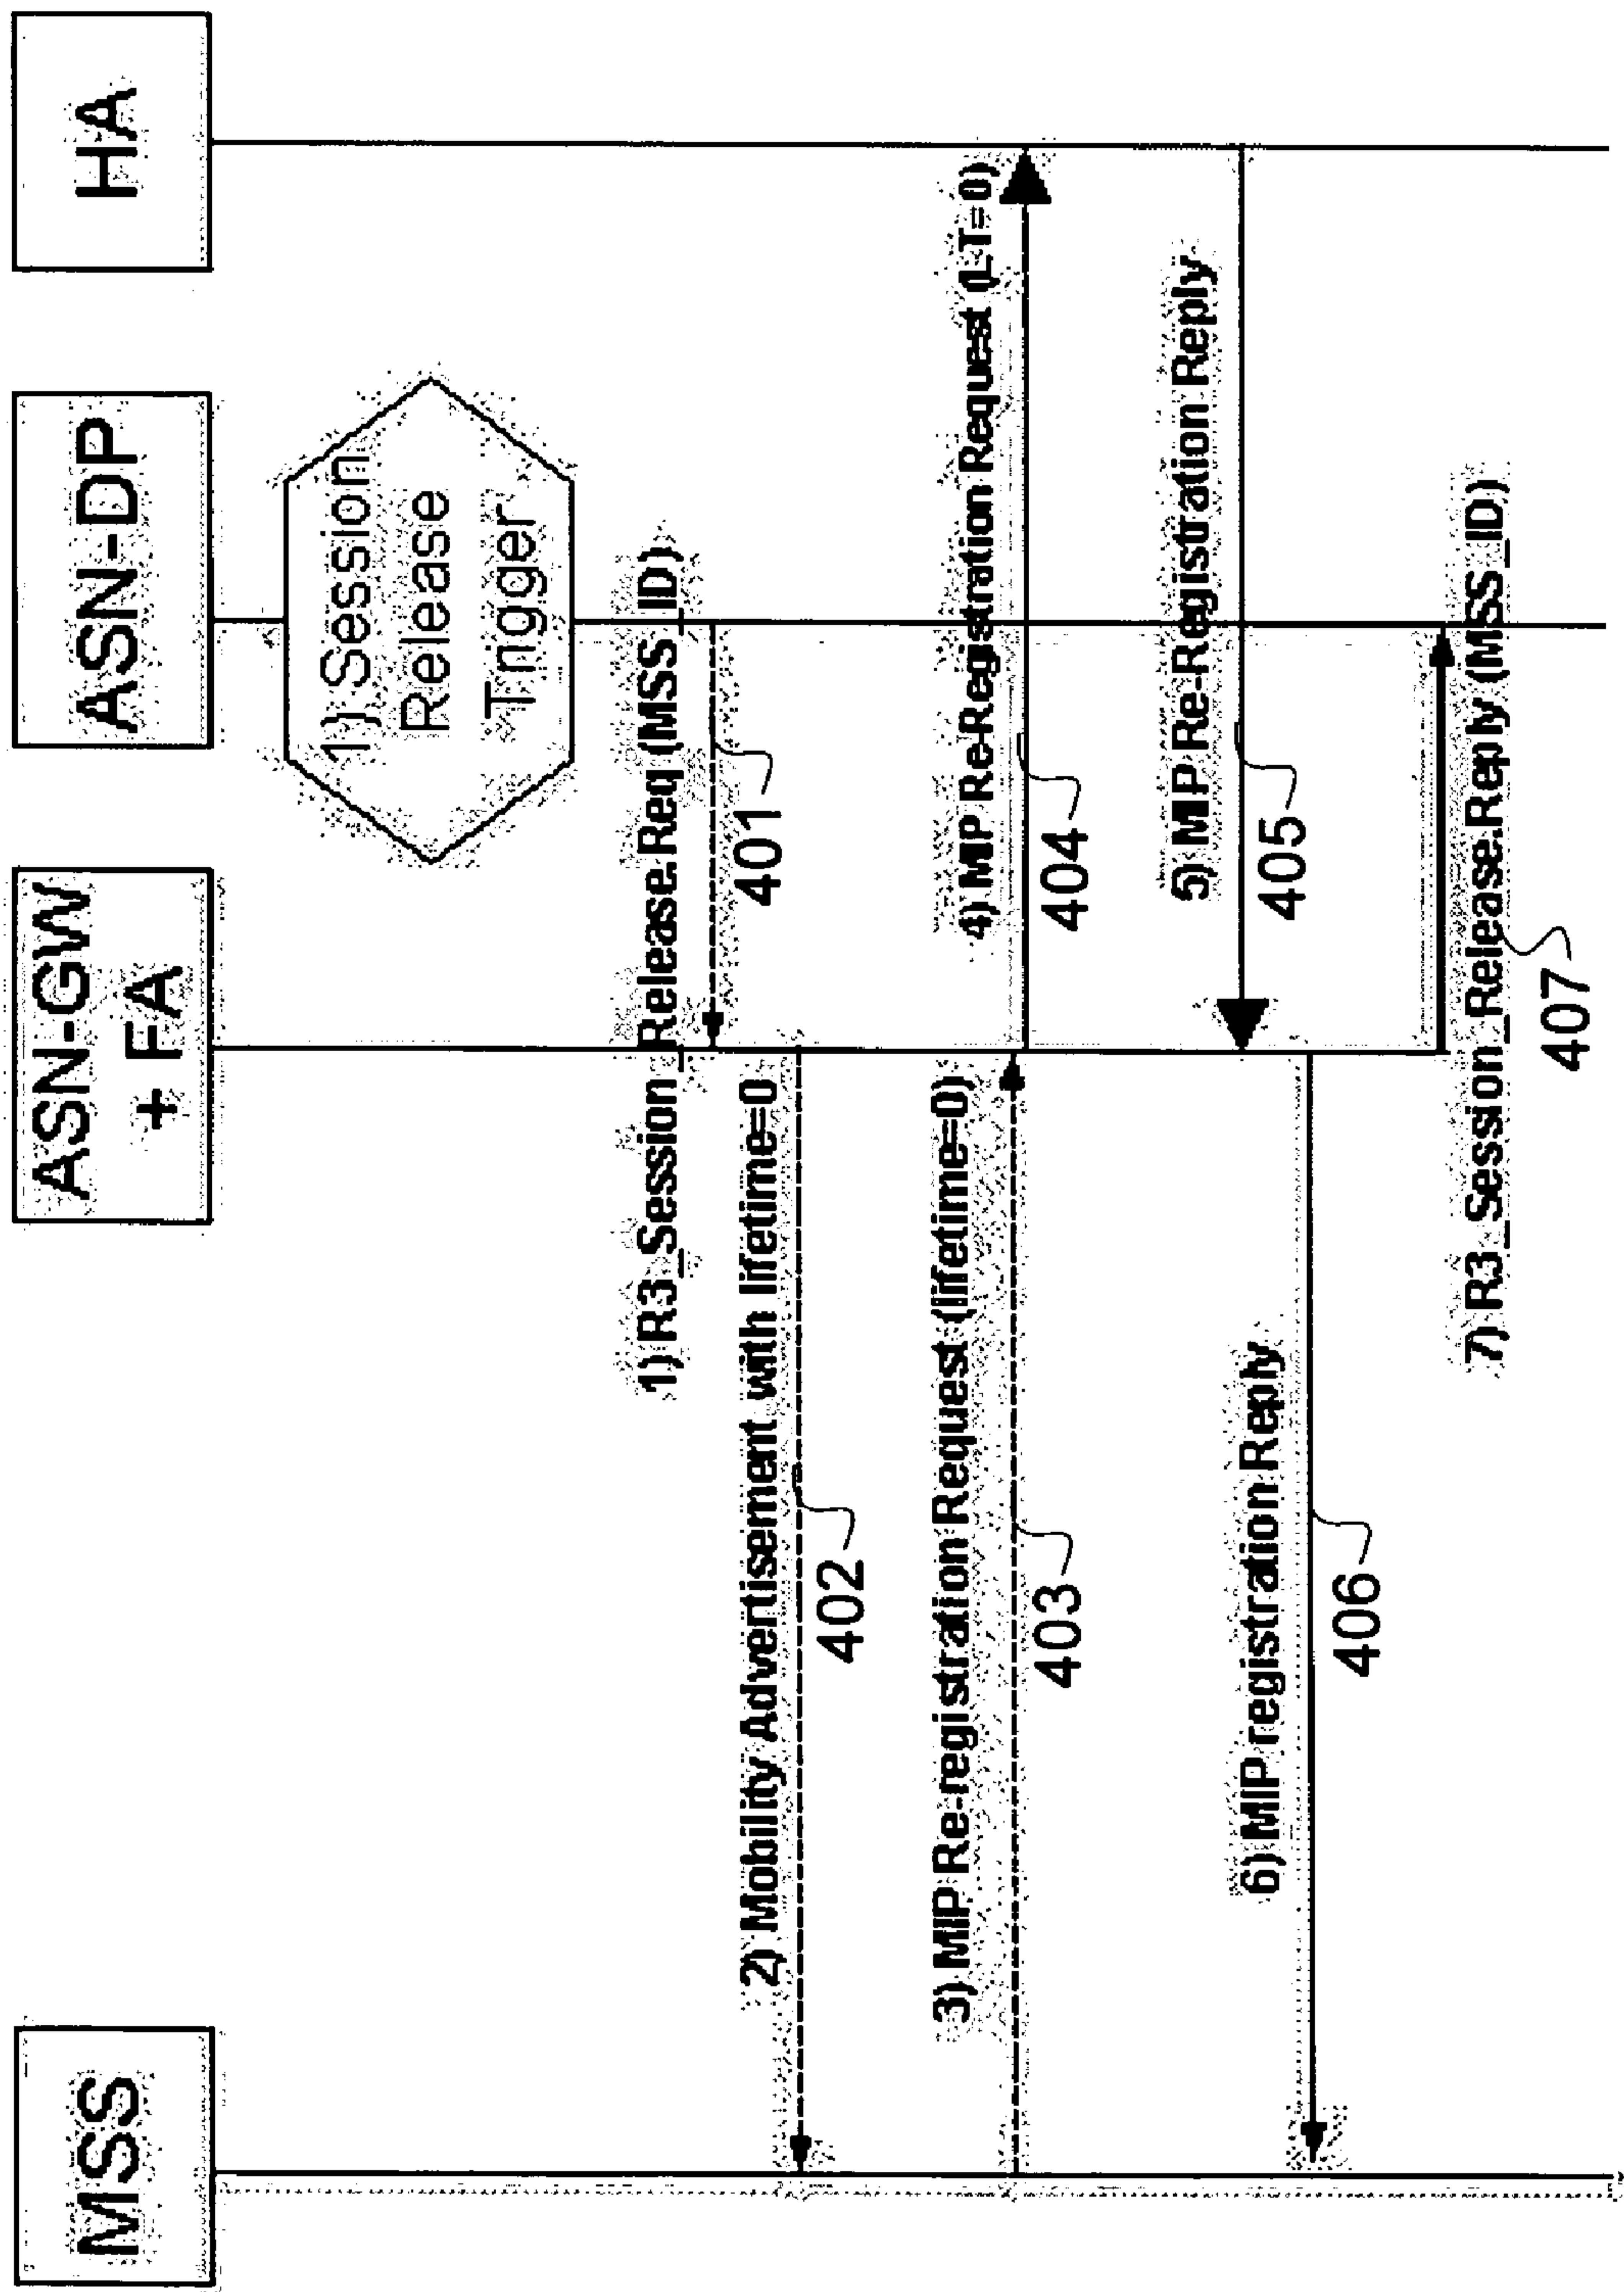 MSS
ASN-GW
+ FA
ASN-DP
HA
1) Session
Release
Trigger
1) R3_Session_Release.Req (MSS_ID)
401
2) Mobility Advertisement with lifetime=0
402
3) MIP Re-registration Request (lifetime=0)
403
4) MIP Re-Registration Request (LT=0)
404
5) MIP Re-Registration Reply
405
6) MIP registration Reply
406
7) R3_Session_Release.Reply (MSS_ID)
407